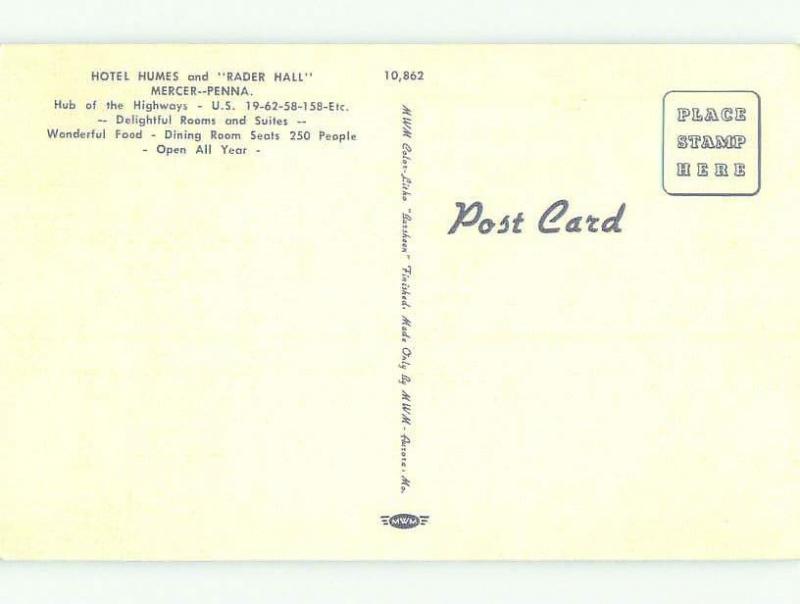 HOTEL HUMES and "RADER HALL"
MERCER--PENNA.
Hub of the Highways - U.S. 19-62-58-158-Etc.
-- Delightful Rooms and Suites --
Wonderful Food - Dining Room Seats 250 People
- Open All Year -
10,862
MWM Color-Litho "Varsheen" Finished. Made Only By MWM - Aurora, Mo.
MWM
Post Card
PLACE
STAMP
HERE